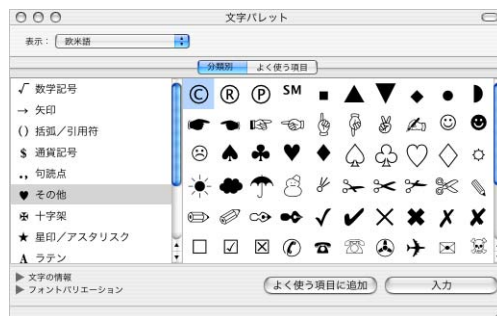 文字パレット
表示： 欧米語
分類別 よく使う項目
√ 数学記号
→ 矢印
() 括弧／引用符
$ 通貨記号
., 句読点
♥ その他
✠ 十字架
★ 星印／アスタリスク
A ラテン
© ® ℗ ℠ ■ ▲ ▼ ◆ ● ◗
☛ ☚ ☞ ☜ ☝ ☟ ✌ ✍ ☺ ☻
☹ ♠ ♣ ♥ ♦ ♤ ♧ ♡ ♢ ☼
☀ ☁ ☂ ☃ ✁ ✂ ✃ ✄ ✎
✏ ✐ ✑ ✒ ✓ ✔ ✕ ✖ ✗ ✘
☐ ☑ ☒ ✆ ☎ ☏ ✇ ✈ ✉ ☠
▶ 文字の情報
▶ フォントバリエーション
よく使う項目に追加 入力